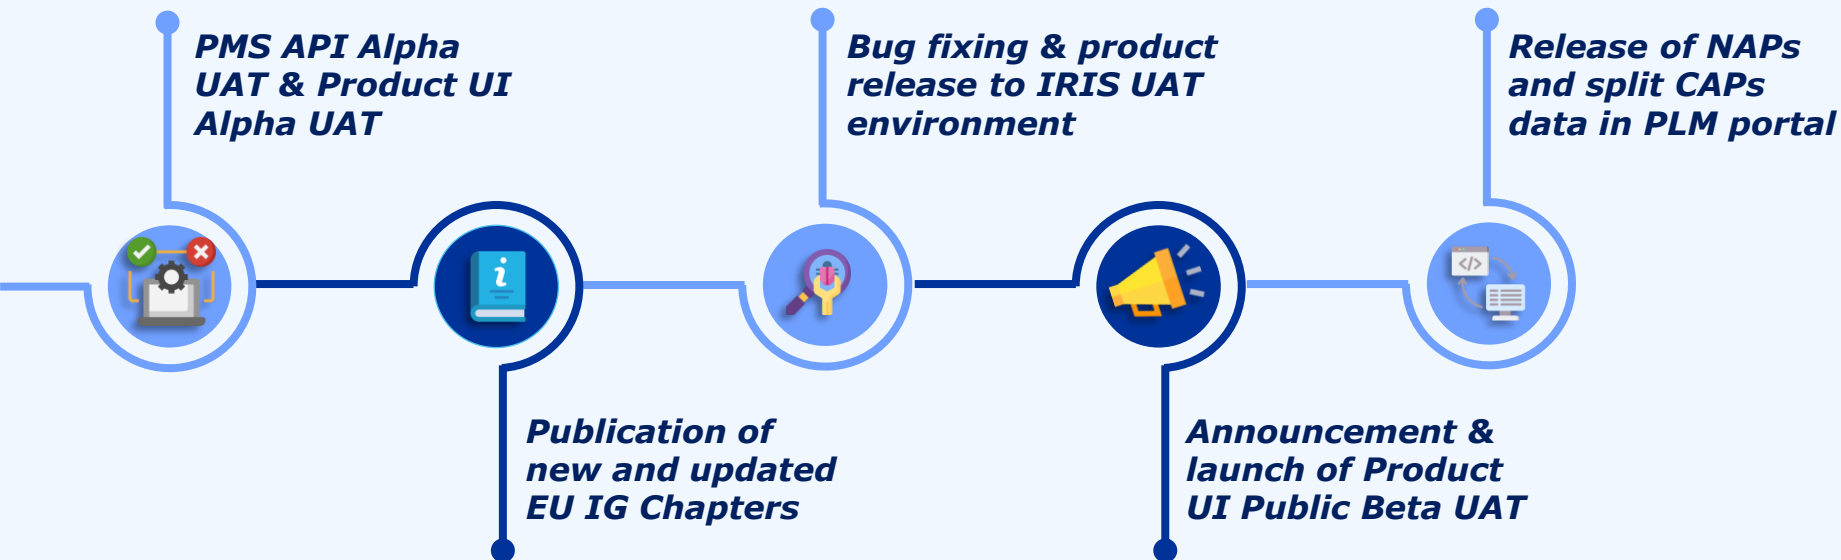 PMS API Alpha
UAT & Product UI
Alpha UAT
Publication of
new and updated
EU IG Chapters
Bug fixing & product
release to IRIS UAT
environment
Announcement &
launch of Product
UI Public Beta UAT
Release of NAPs
and split CAPs
data in PLM portal